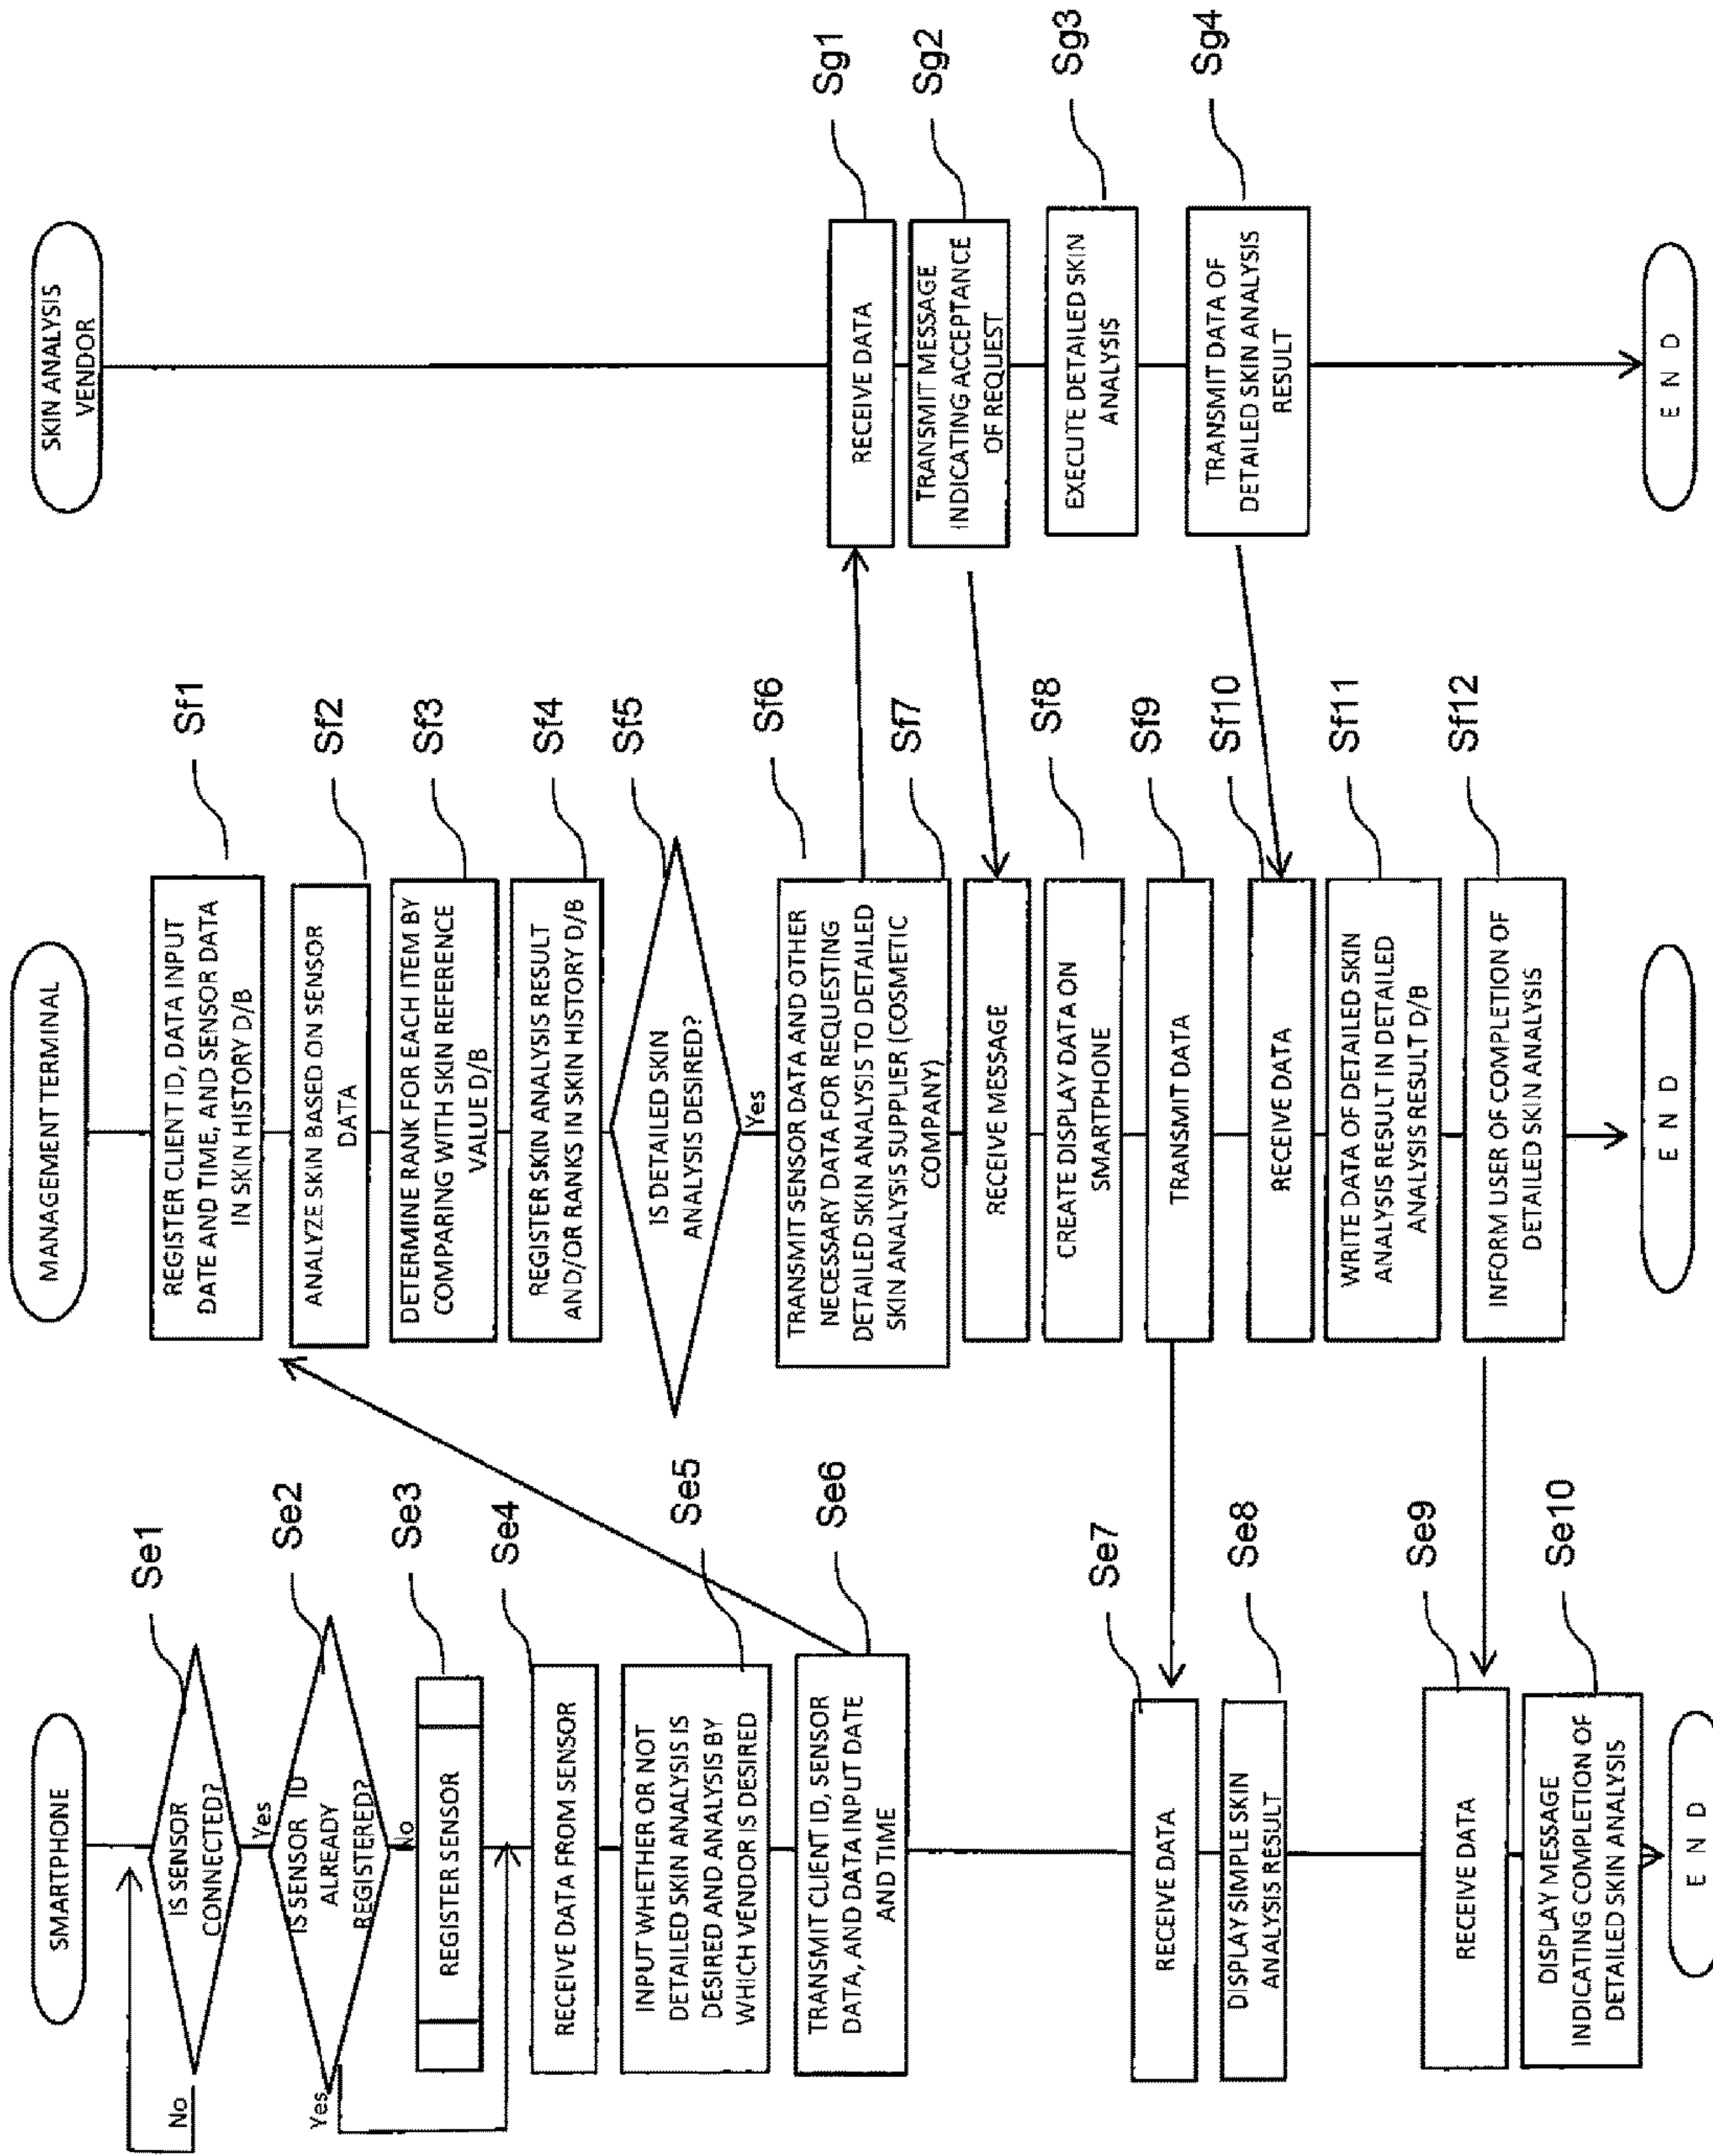 SMARTPHONE
IS SENSOR
CONNECTED?
Se1
No
Yes
IS SENSOR ID
ALREADY
REGISTERED?
Se2
Yes
No
REGISTER SENSOR
Se3
RECEIVE DATA FROM SENSOR
Se4
INPUT WHETHER OR NOT
DETAILED SKIN ANALYSIS IS
DESIRED AND ANALYSIS BY
WHICH VENDOR IS DESIRED
Se5
TRANSMIT CLIENT ID, SENSOR
DATA, AND DATA INPUT DATE
AND TIME
Se6
RECEIVE DATA
Se7
DISPLAY SIMPLE SKIN
ANALYSIS RESULT
Se8
RECEIVE DATA
Se9
DISPLAY MESSAGE
INDICATING COMPLETION OF
DETAILED SKIN ANALYSIS
Se10
E N D
MANAGEMENT TERMINAL
REGISTER CLIENT ID, DATA INPUT
DATE AND TIME, AND SENSOR DATA
IN SKIN HISTORY D/B
Sf1
ANALYZE SKIN BASED ON SENSOR
DATA
Sf2
DETERMINE RANK FOR EACH ITEM BY
COMPARING WITH SKIN REFERENCE
VALUE D/B
Sf3
REGISTER SKIN ANALYSIS RESULT
AND/OR RANKS IN SKIN HISTORY D/B
Sf4
IS DETAILED SKIN
ANALYSIS DESIRED?
Sf5
Yes
TRANSMIT SENSOR DATA AND OTHER
NECESSARY DATA FOR REQUESTING
DETAILED SKIN ANALYSIS TO DETAILED
SKIN ANALYSIS SUPPLIER (COSMETIC
COMPANY)
Sf6
RECEIVE MESSAGE
Sf7
CREATE DISPLAY DATA ON
SMARTPHONE
Sf8
TRANSMIT DATA
Sf9
RECEIVE DATA
Sf10
WRITE DATA OF DETAILED SKIN
ANALYSIS RESULT IN DETAILED
ANALYSIS RESULT D/B
Sf11
INFORM USER OF COMPLETION OF
DETAILED SKIN ANALYSIS
Sf12
E N D
SKIN ANALYSIS
VENDOR
RECEIVE DATA
Sg1
TRANSMIT MESSAGE
INDICATING ACCEPTANCE
OF REQUEST
Sg2
EXECUTE DETAILED SKIN
ANALYSIS
Sg3
TRANSMIT DATA OF
DETAILED SKIN ANALYSIS
RESULT
Sg4
E N D